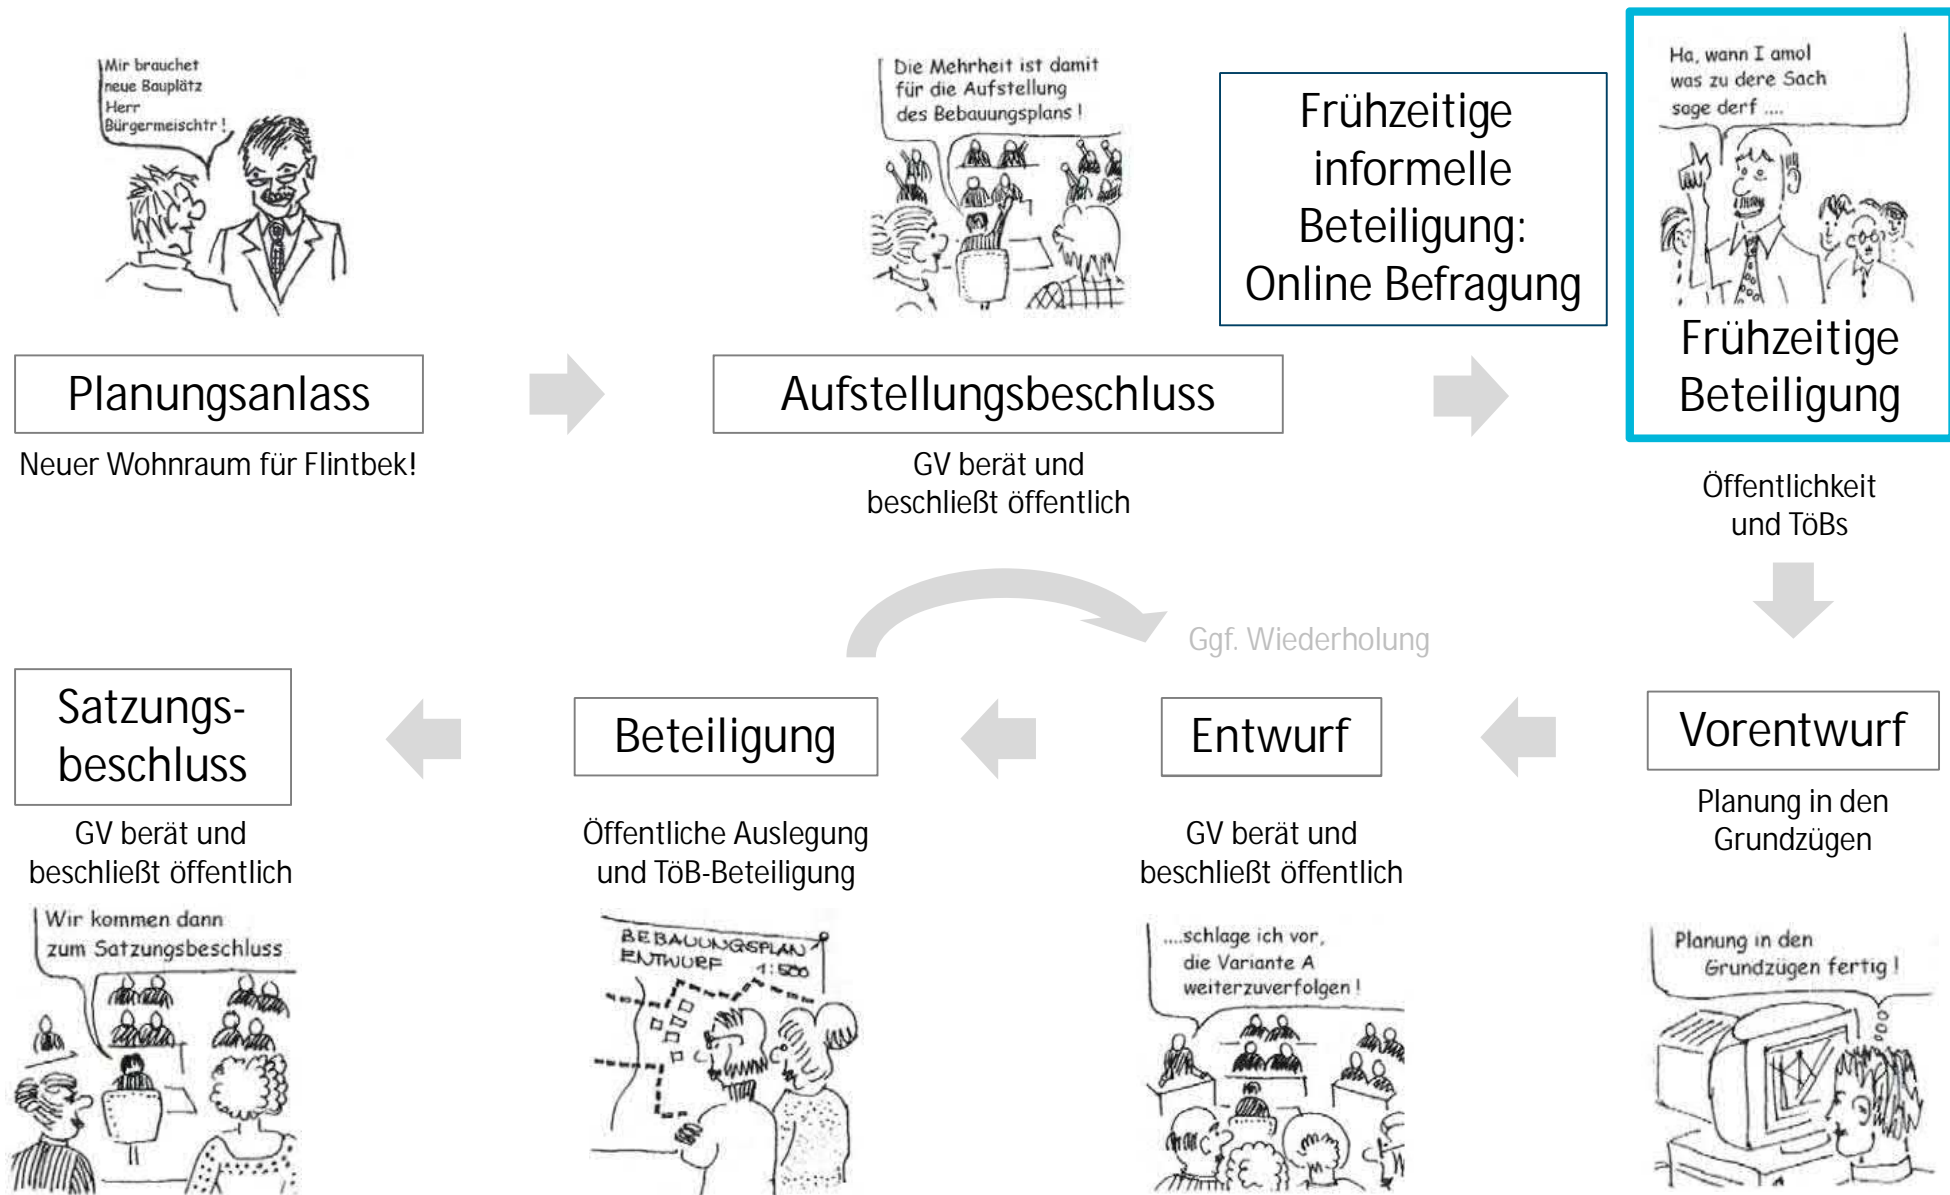 Mir brauchet
neue Bauplätz
Herr
Bürgermeischtr !
Planungsanlass
Neuer Wohnraum für Flintbek!
Die Mehrheit ist damit
für die Aufstellung
des Bebauungsplans !
Aufstellungsbeschluss
GV berät und
beschließt öffentlich
Frühzeitige
informelle
Beteiligung:
Online Befragung
Ha, wann I amol
was zu dere Sach
sage derf ....
Frühzeitige
Beteiligung
Öffentlichkeit
und TöBs
Ggf. Wiederholung
Vorentwurf
Planung in den
Grundzügen
Planung in den
Grundzügen fertig !
Entwurf
GV berät und
beschließt öffentlich
....schlage ich vor,
die Variante A
weiterzuverfolgen !
Beteiligung
Öffentliche Auslegung
und TöB-Beteiligung
BEBAUUNGSPLAN
ENTWURF 1:500
Satzungs-
beschluss
GV berät und
beschließt öffentlich
Wir kommen dann
zum Satzungsbeschluss